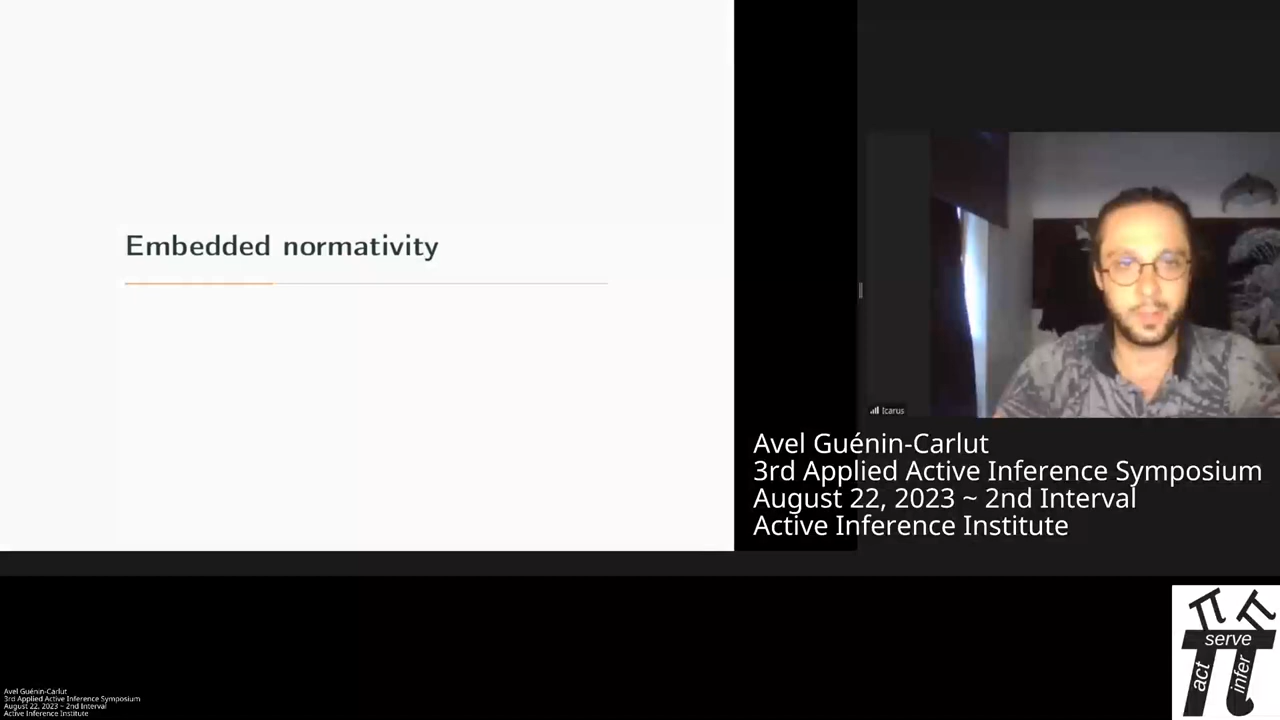 Embedded normativity
Icarus
Avel Guénin-Carlut
3rd Applied Active Inference Symposium
August 22, 2023 ~ 2nd Interval
Active Inference Institute
serve
act
infer
Avel Guénin-Carlut
3rd Applied Active Inference Symposium
August 22, 2023 ~ 2nd Interval
Active Inference Institute